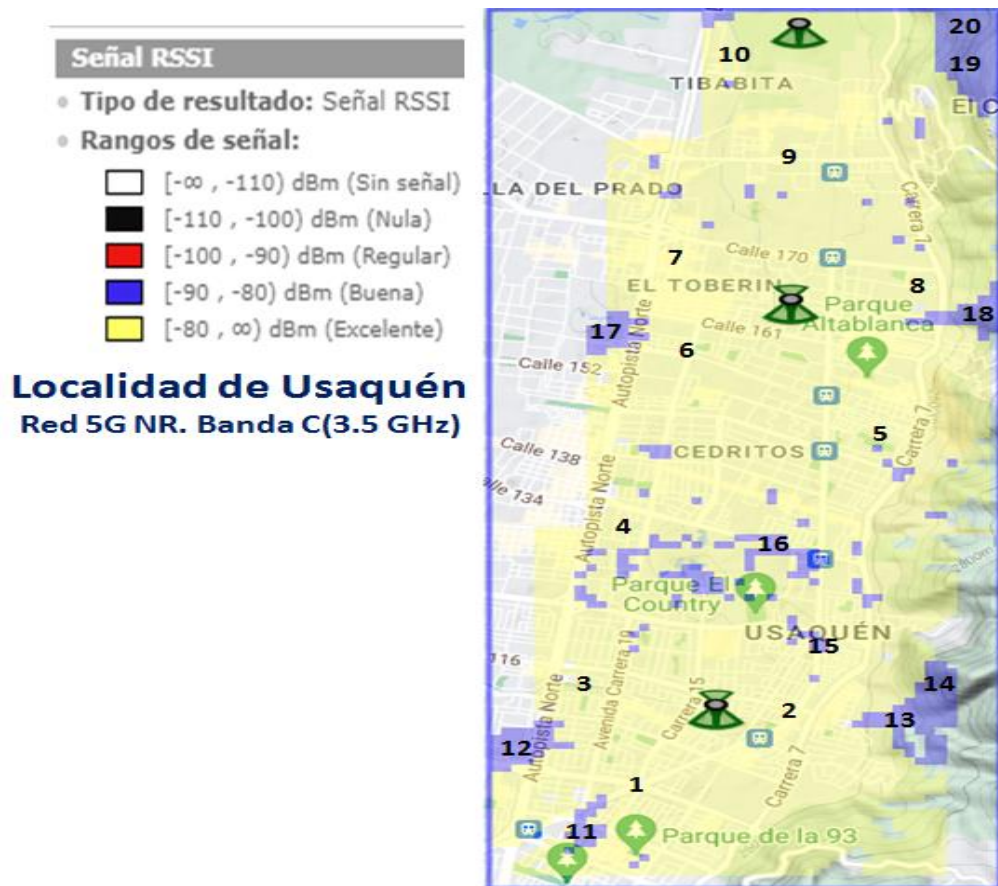 Señal RSSI
Tipo de resultado: Señal RSSI
Rangos de señal:
[-∞ , -110) dBm (Sin señal)
[-110 , -100) dBm (Nula)
[-100 , -90) dBm (Regular)
[-90 , -80) dBm (Buena)
[-80 , ∞) dBm (Excelente)
Localidad de Usaquén
Red 5G NR. Banda C(3.5 GHz)
20
10
19
TIBABITA
El C
9
LLA DEL PRADO
Carrera 7
7
Calle 170
8
EL TOBERIN
Parque
Altablanca
18
17
Calle 161
Autopista Norte
6
Calle 152
5
Carrera 7
Calle 138
CEDRITOS
Calle 134
Autopista Norte
4
16
2800m
Parque El
Country
USAQUÉN
15
116
3
Autopista Norte
Avenida Carrera 19
Carrera 15
14
2
13
12
Carrera 7
1
11
Parque de la 93